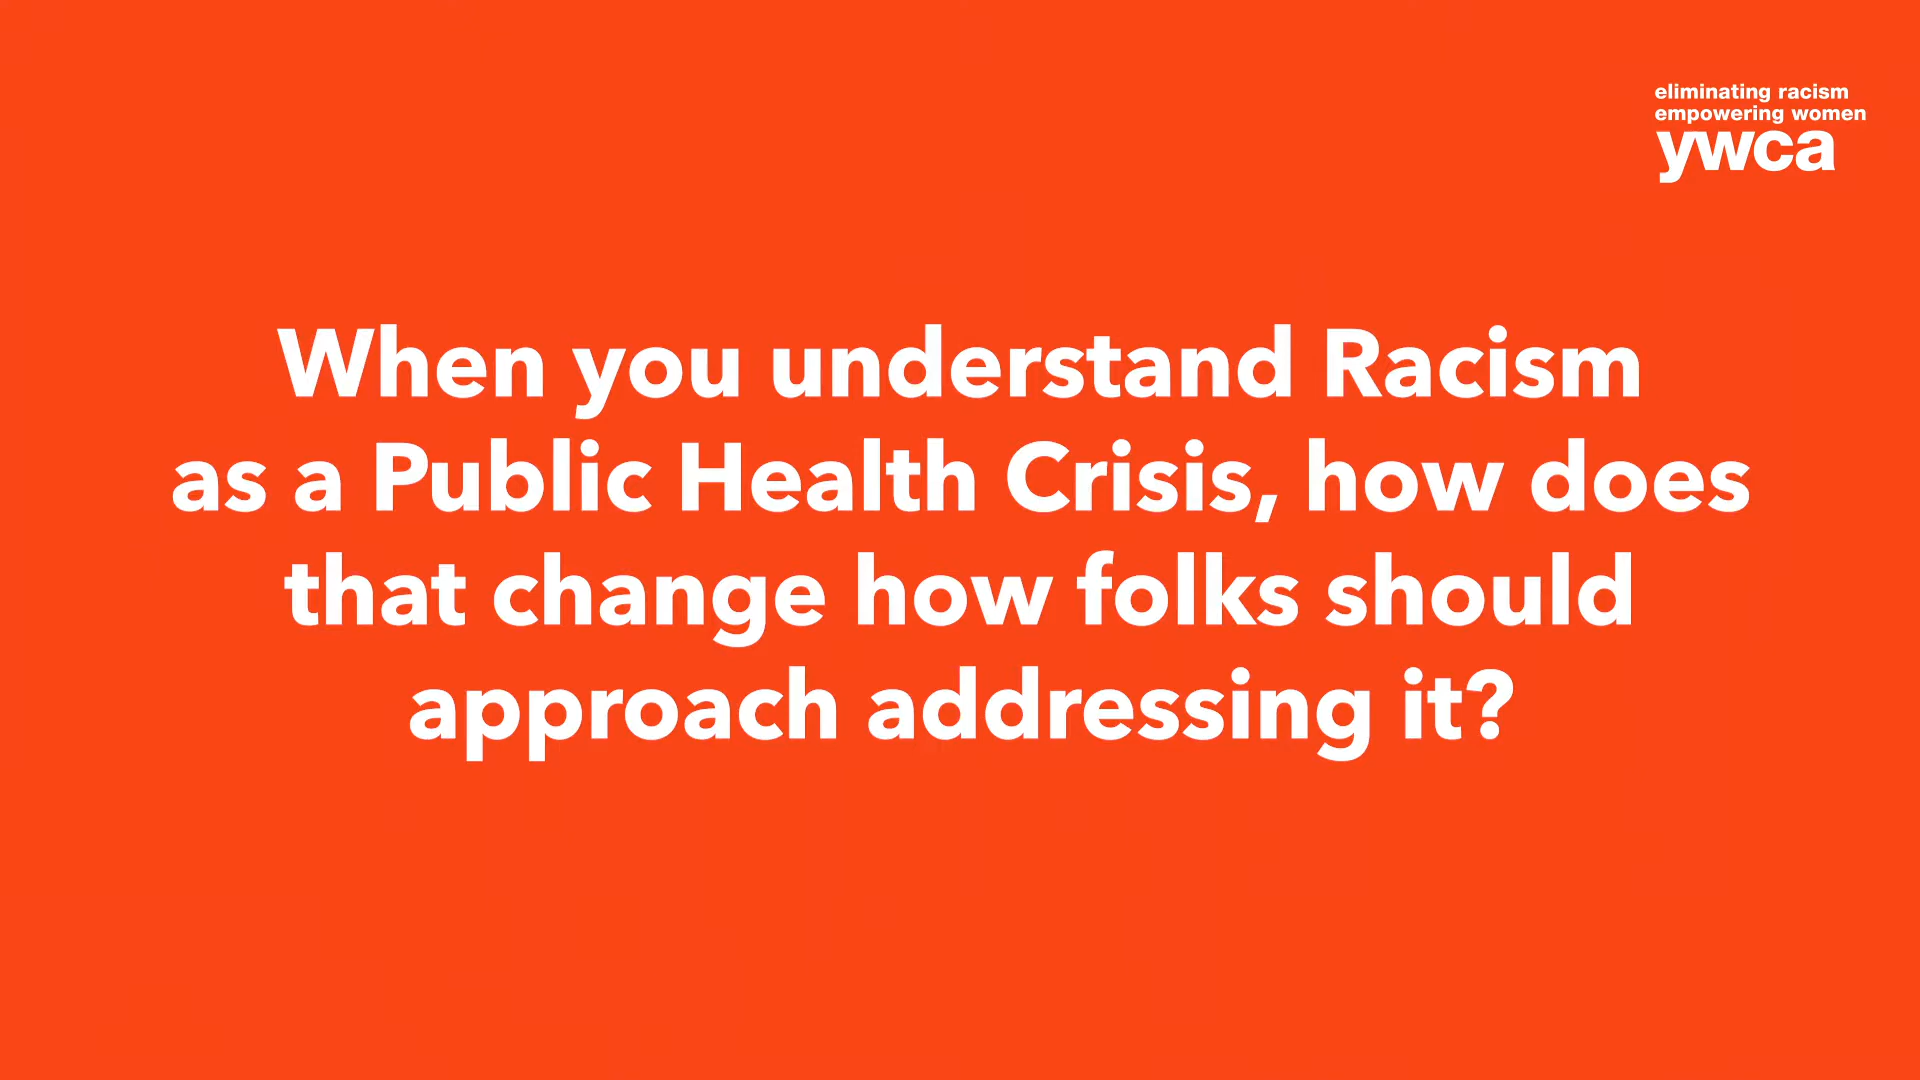 eliminating racism
empowering women
ywca
When you understand Racism
as a Public Health Crisis, how does
that change how folks should
approach addressing it?